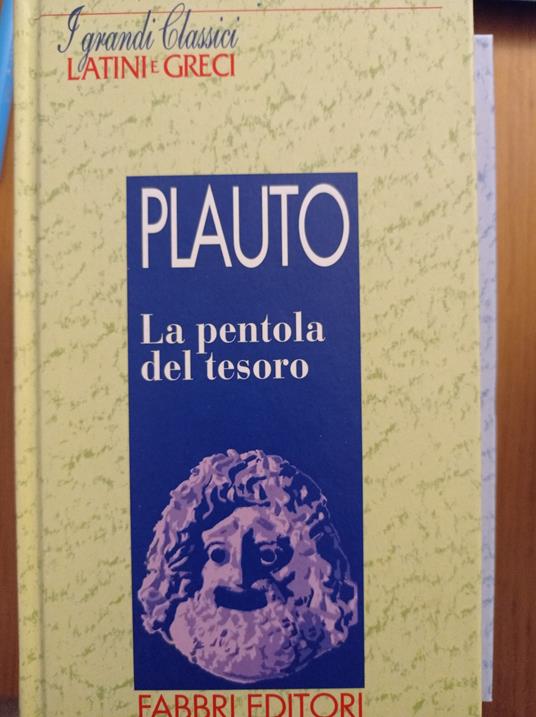 I grandi Classici
LATINI E GRECI
PLAUTO
La pentola
del tesoro
FABBRI EDITORI